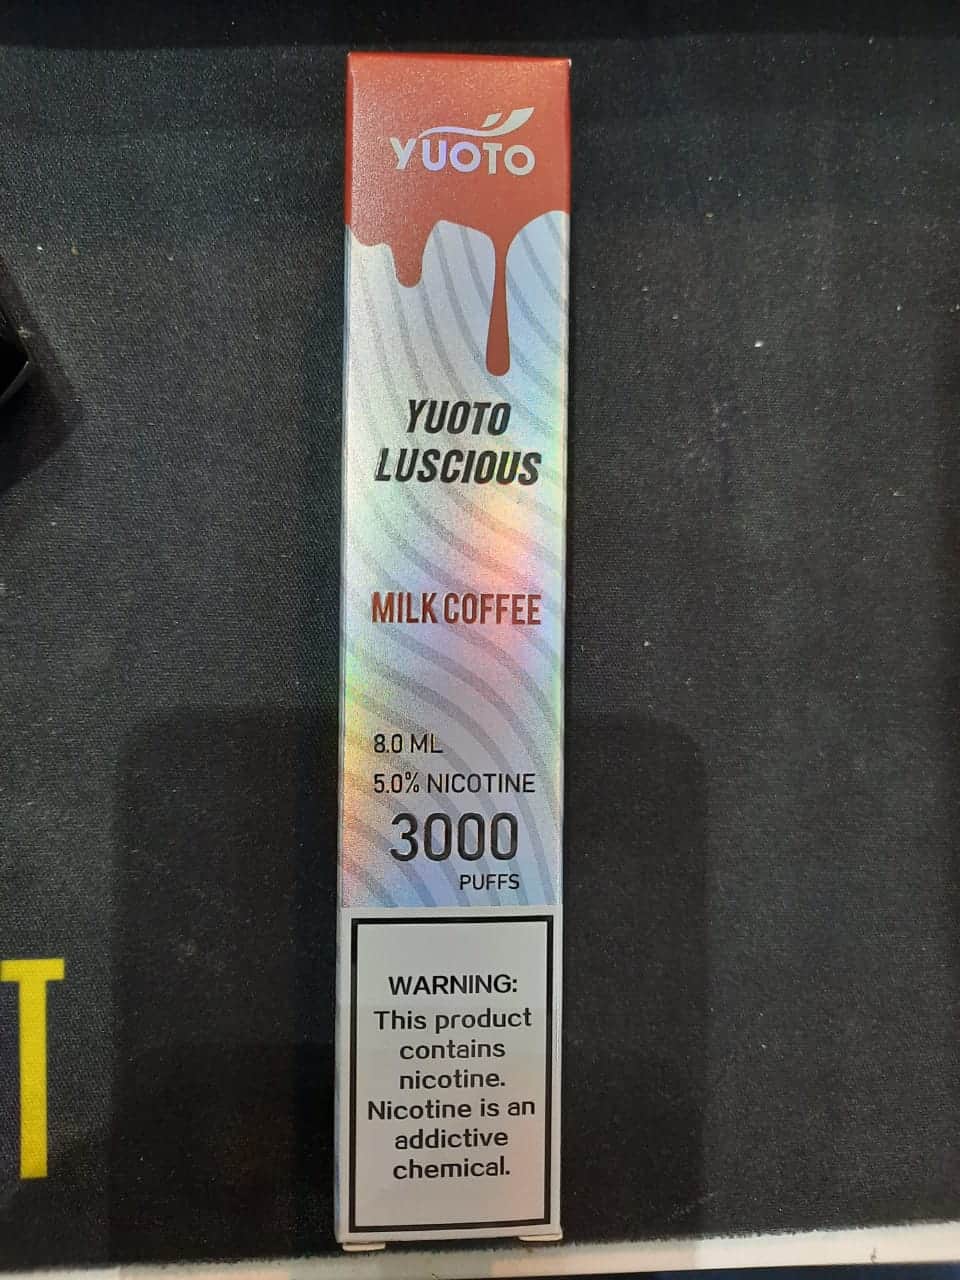 YUOTO
YUOTO
LUSCIOUS
MILK COFFEE
8.0 ML
5.0% NICOTINE
3000
PUFFS
WARNING:
This product
contains
nicotine.
Nicotine is an
addictive
chemical.
T